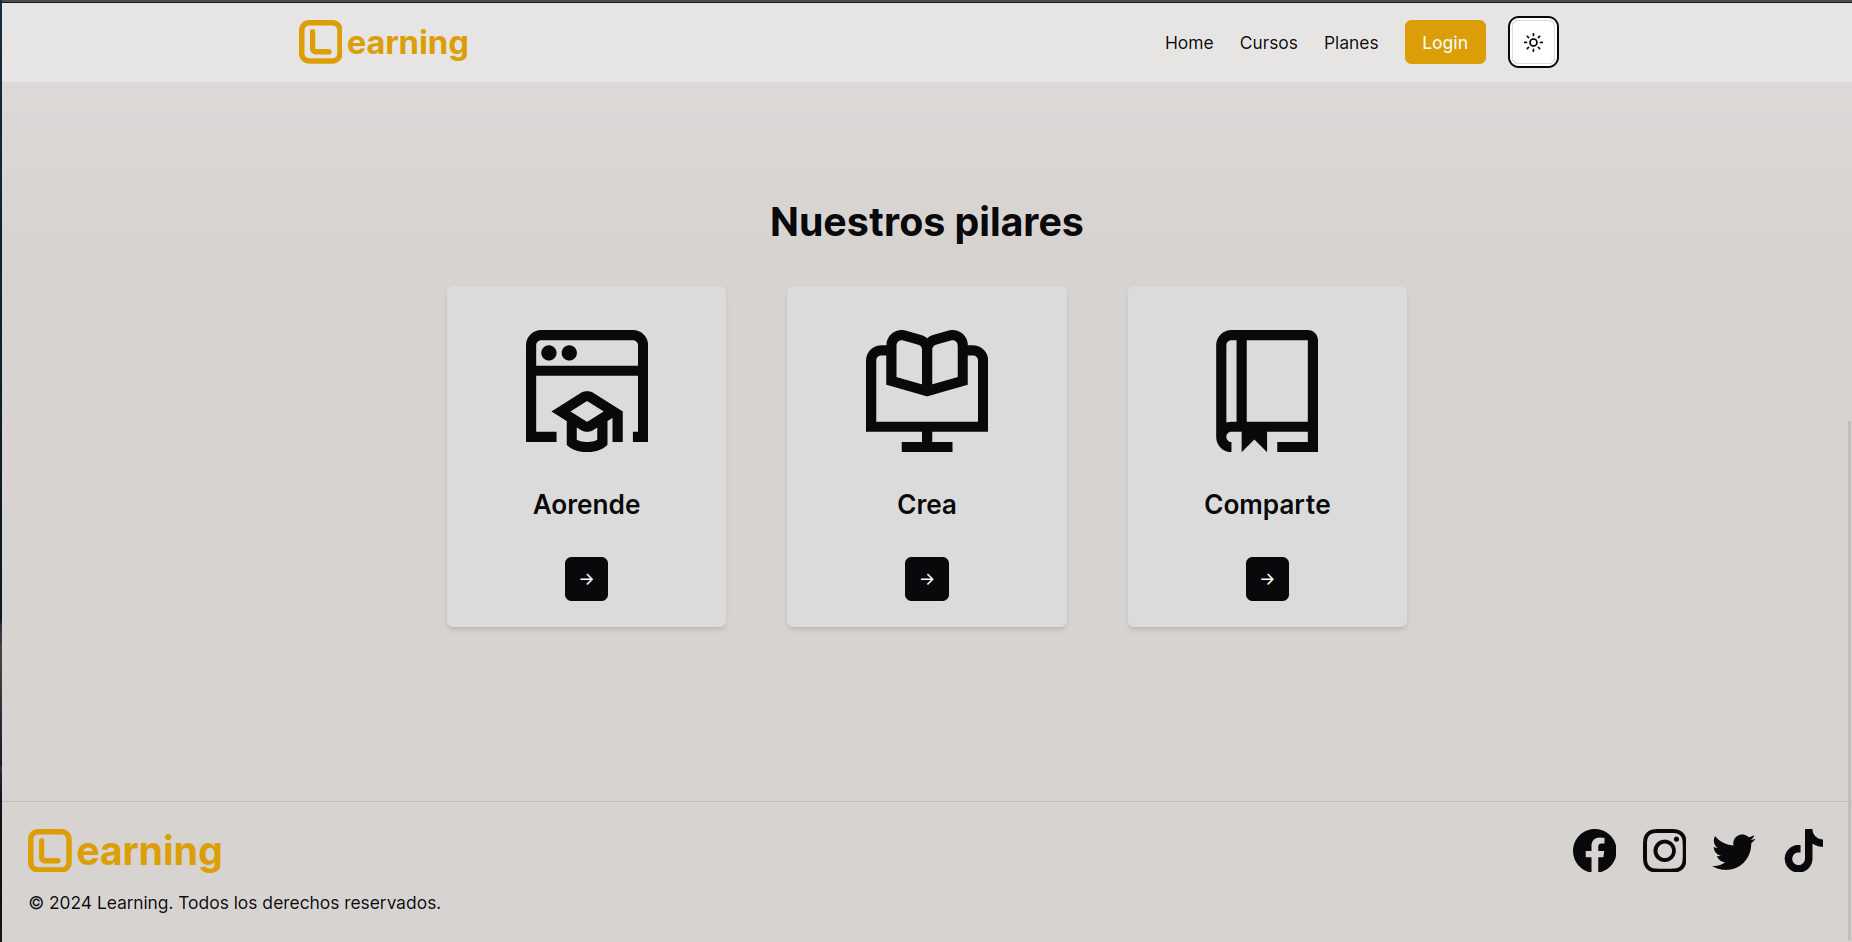 Learning
Home Cursos Planes Login
Nuestros pilares
Aorende
Crea
Comparte
Learning
© 2024 Learning. Todos los derechos reservados.